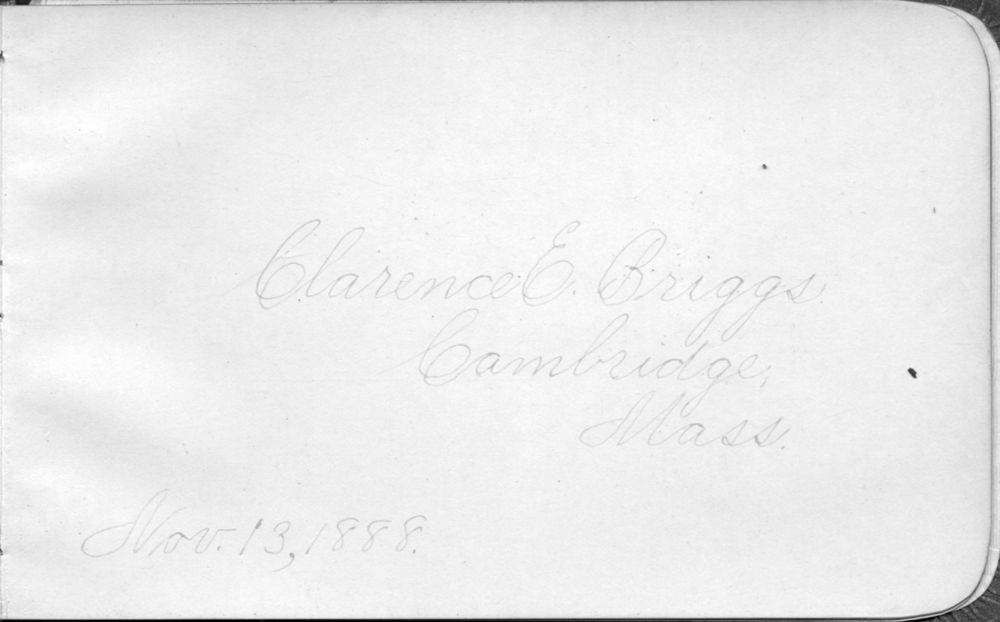 Clarence E. Briggs.
Cambridge,
Mass.
Nov. 13, 1888.